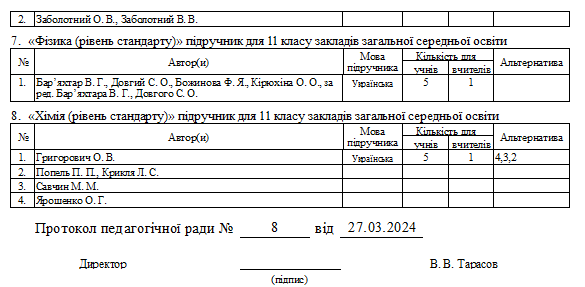 2. Заболотний О. В., Заболотний В. В.
7. «Фізика (рівень стандарту)» підручник для 11 класу закладів загальної середньої освіти
№ Автор(и) Мова підручника Кількість для учнів вчителів Альтернатива
1. Бар’яхтар В. Г., Довгий С. О., Божинова Ф. Я., Кірюхіна О. О., за Українська 5 1
ред. Бар’яхтара В. Г., Довгого С. О.
8. «Хімія (рівень стандарту)» підручник для 11 класу закладів загальної середньої освіти
№ Автор(и) Мова підручника Кількість для учнів вчителів Альтернатива
1. Григорович О. В. Українська 5 1 4,3,2
2. Попель П. П., Крикля Л. С.
3. Савчин М. М.
4. Ярошенко О. Г.
Протокол педагогічної ради № 8 від 27.03.2024
Директор В. В. Тарасов
(підпис)